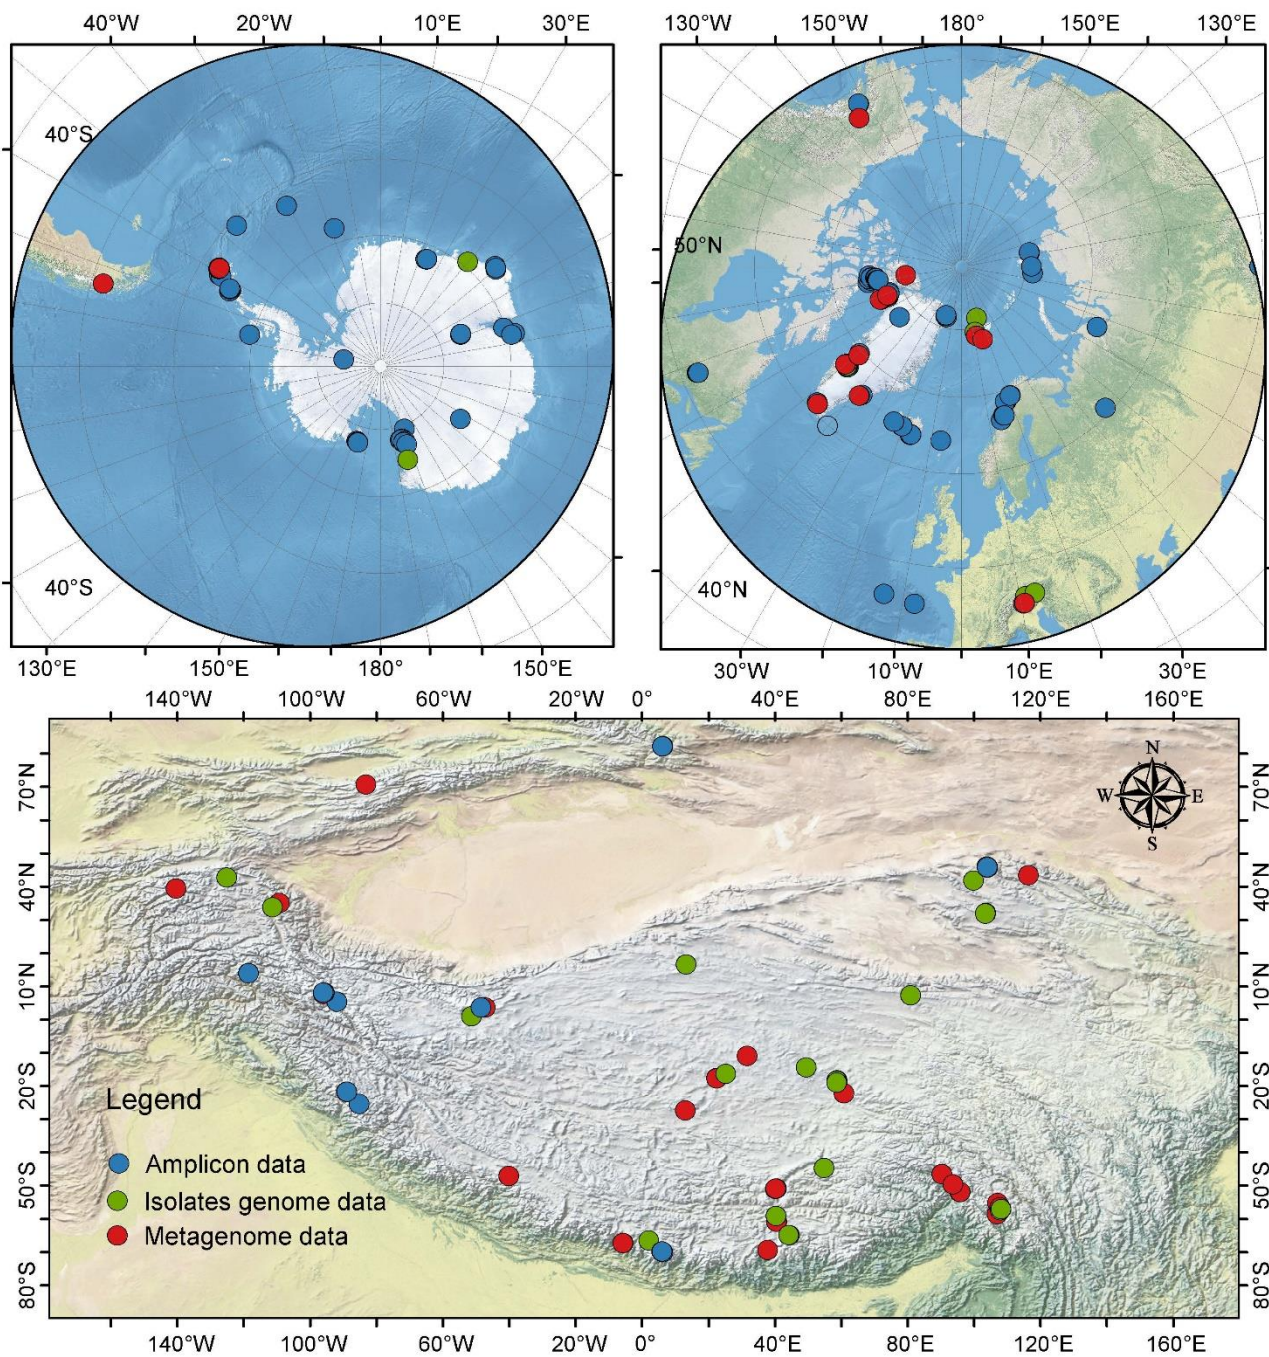 40°W 20°W 10°E 30°E
130°W 150°W 180° 150°E 130°E
40°S
50°N
40°S
40°N
130°E 150°E 180° 150°E
30°W 10°W 10°E 30°E
140°W 100°W 60°W 20°W 0° 40°E 80°E 120°E 160°E
N
W E
S
70°N 70°N
40°N 40°N
10°N 10°N
20°S 20°S
50°S 50°S
80°S 80°S
Legend
Amplicon data
Isolates genome data
Metagenome data
140°W 100°W 60°W 20°W 0° 40°E 80°E 120°E 160°E